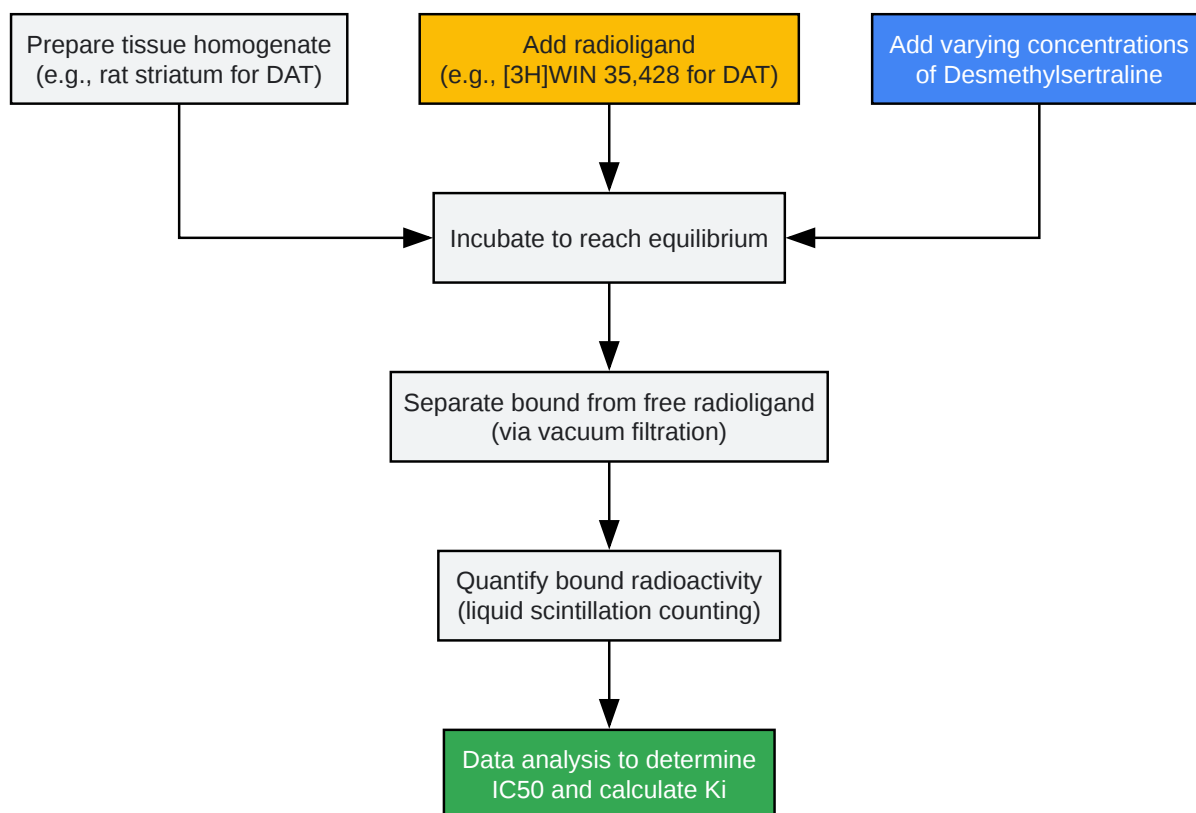 Prepare tissue homogenate
(e.g., rat striatum for DAT)
Add radioligand
(e.g., [3H]WIN 35,428 for DAT)
Add varying concentrations
of Desmethylsertraline
Incubate to reach equilibrium
Separate bound from free radioligand
(via vacuum filtration)
Quantify bound radioactivity
(liquid scintillation counting)
Data analysis to determine
IC50 and calculate Ki